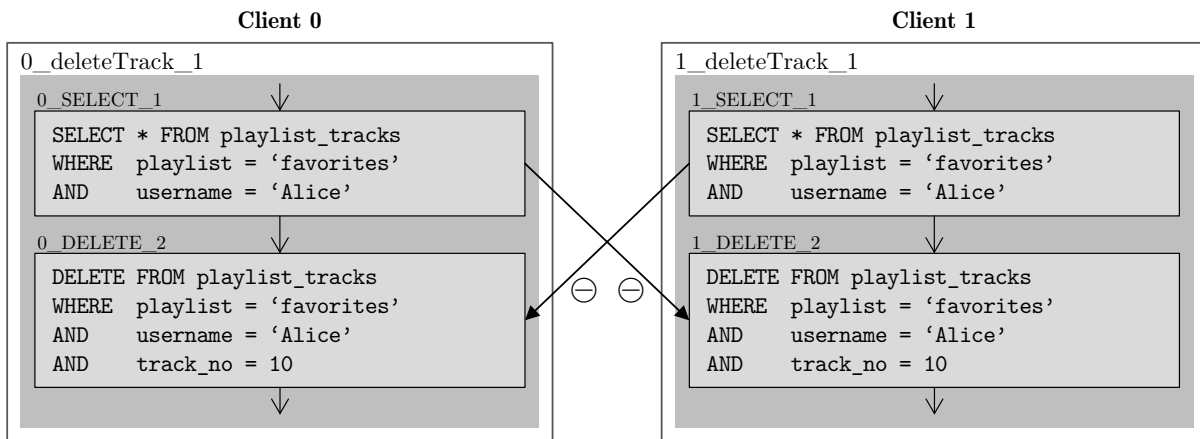 Client 0
0_deleteTrack_1
0_SELECT_1
SELECT * FROM playlist_tracks
WHERE  playlist = ‘favorites’
AND    username = ‘Alice’
0_DELETE_2
DELETE FROM playlist_tracks
WHERE  playlist = ‘favorites’
AND    username = ‘Alice’
AND    track_no = 10
Client 1
1_deleteTrack_1
1_SELECT_1
SELECT * FROM playlist_tracks
WHERE  playlist = ‘favorites’
AND    username = ‘Alice’
1_DELETE_2
DELETE FROM playlist_tracks
WHERE  playlist = ‘favorites’
AND    username = ‘Alice’
AND    track_no = 10